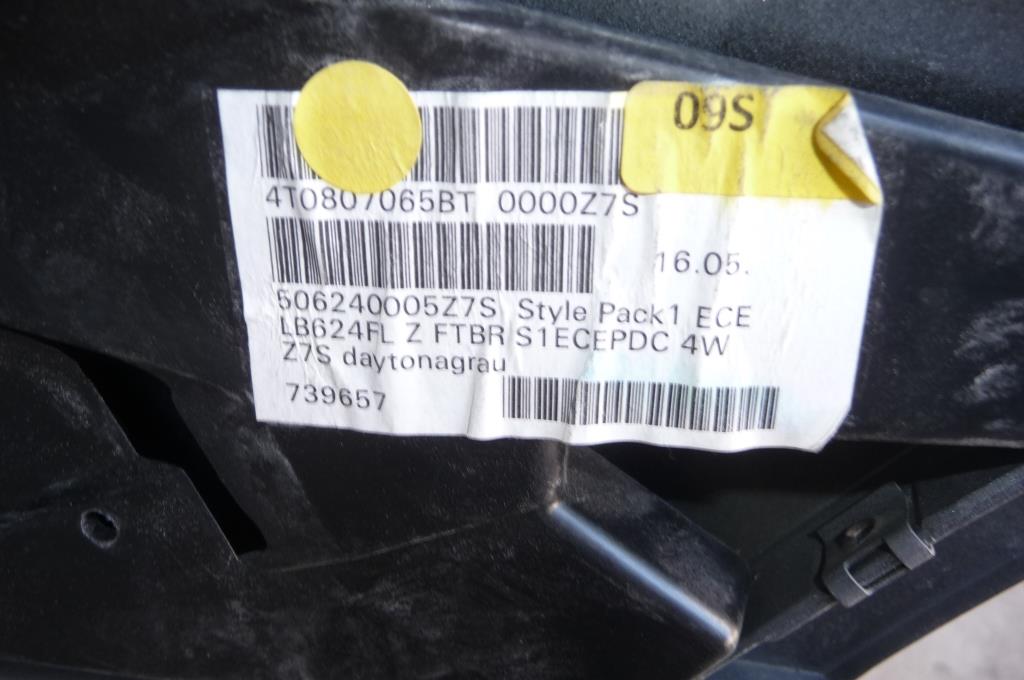 09S
4T0807065BT 0000Z7S
16.05.
506240005Z7S Style Pack1 ECE
LB624FL Z FTBR S1ECEPDC 4W
Z7S daytonagrau
739657